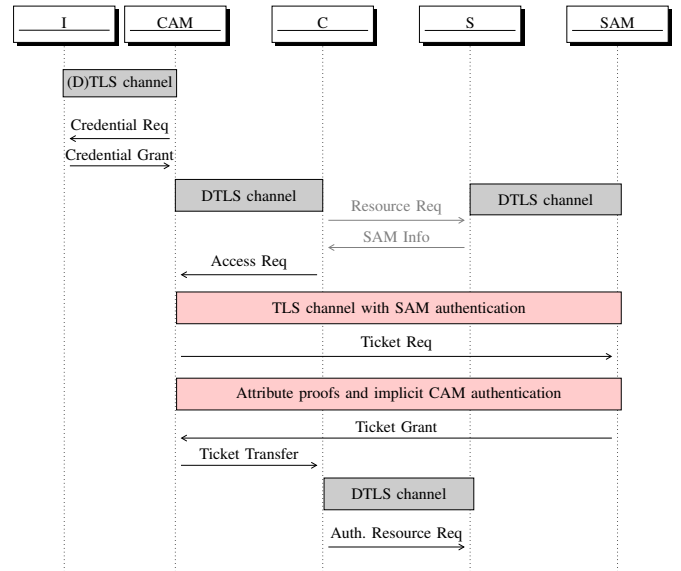 I
CAM
C
S
SAM
(D)TLS channel
Credential Req
Credential Grant
DTLS channel
DTLS channel
Resource Req
SAM Info
Access Req
TLS channel with SAM authentication
Ticket Req
Attribute proofs and implicit CAM authentication
Ticket Grant
Ticket Transfer
DTLS channel
Auth. Resource Req